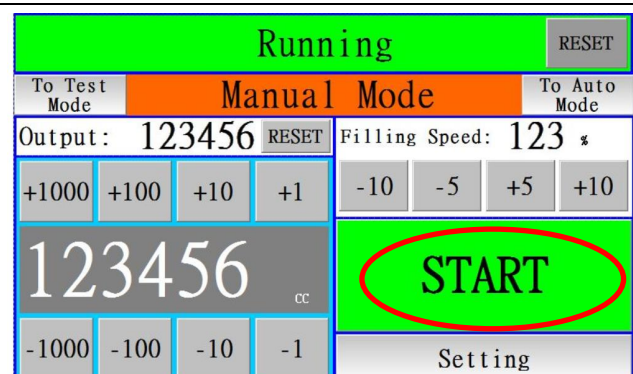 Running RESET
To Test Mode Manual Mode To Auto Mode
Output: 123456 RESET Filling Speed: 123 %
+1000 +100 +10 +1 -10 -5 +5 +10
123456 cc START
-1000 -100 -10 -1 Setting